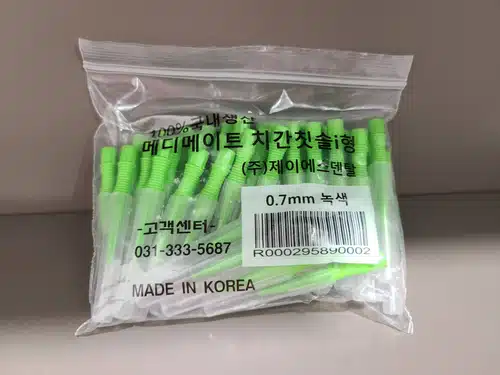 100% 국내생산
메디메이트 치간칫솔i형
(주)제이에스덴탈
0.7mm 녹색
R000295890002
-고객센터-
031-333-5687
MADE IN KOREA